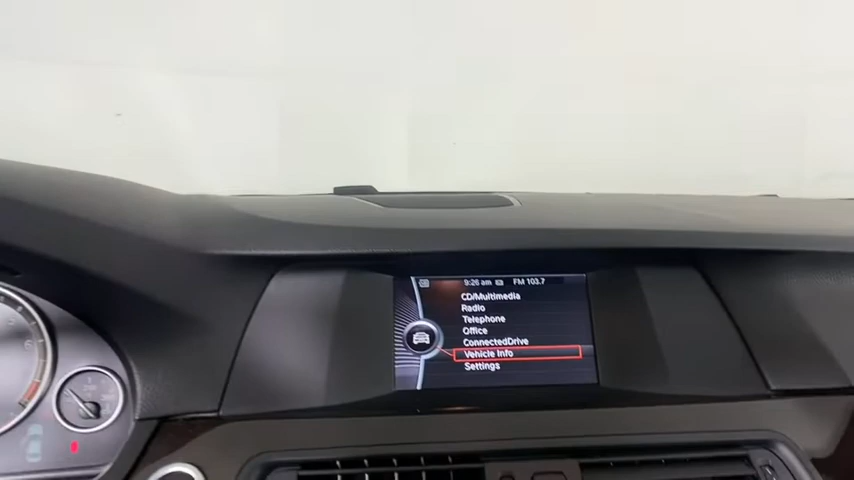 9:26 am FM 103.7
CD/Multimedia
Radio
Telephone
Office
ConnectedDrive
Vehicle Info
Settings